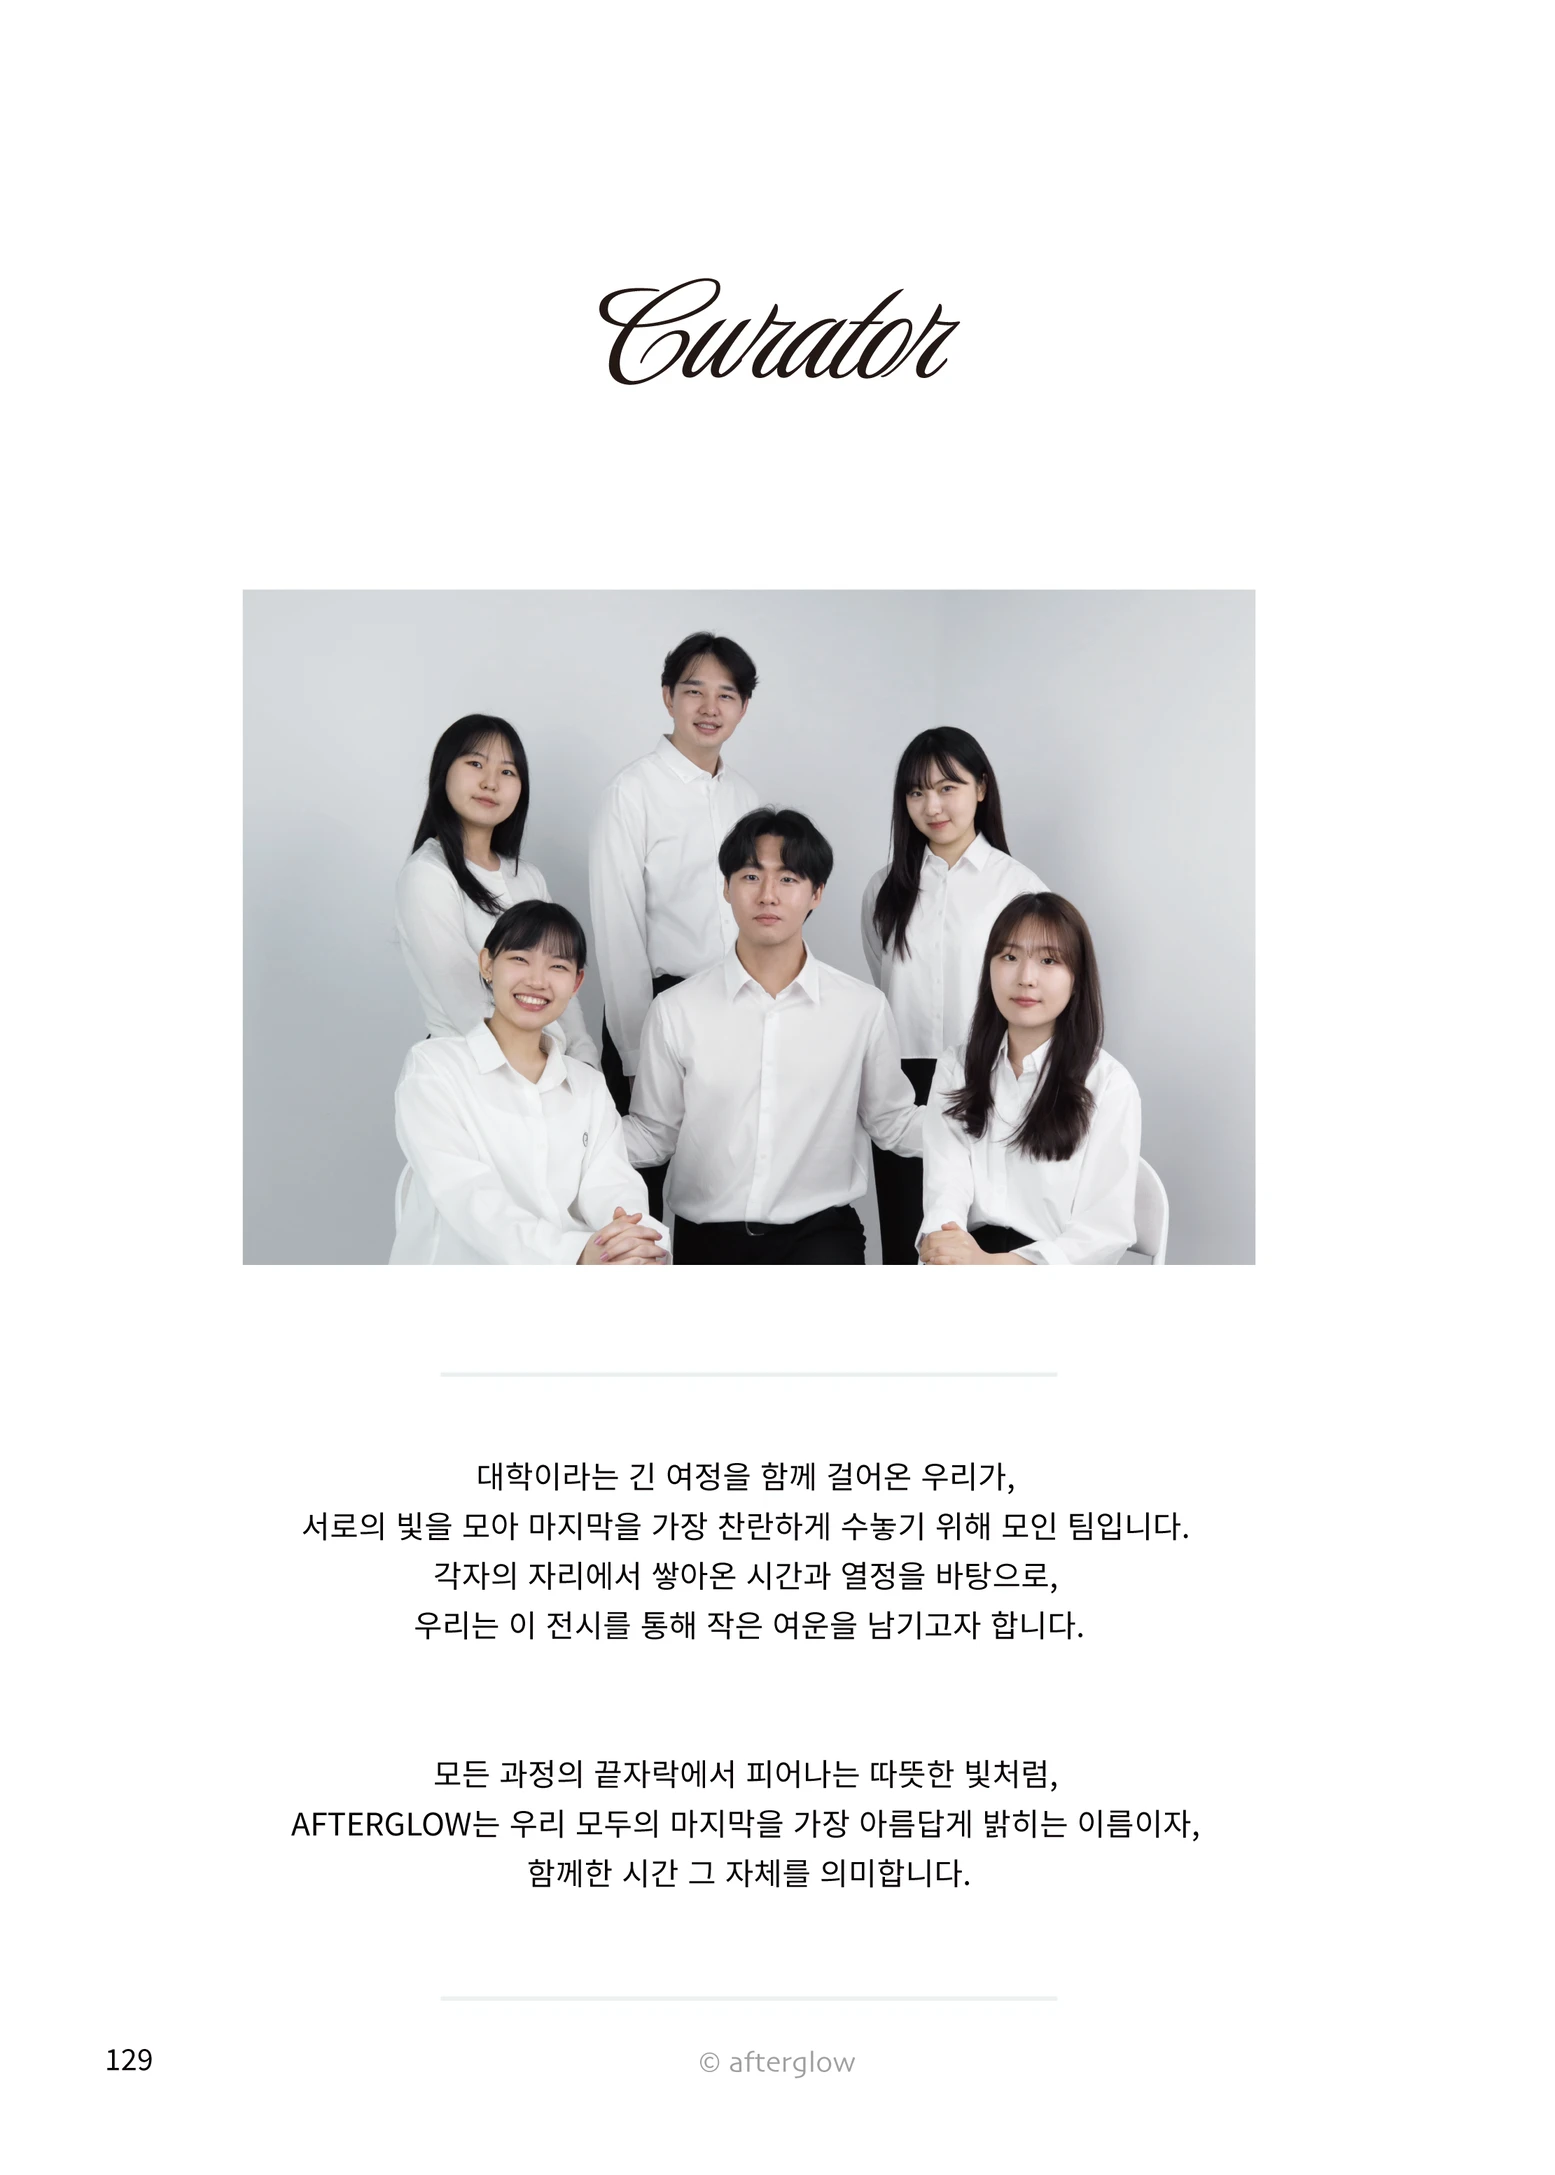 Curator
대학이라는 긴 여정을 함께 걸어온 우리가,
서로의 빛을 모아 마지막을 가장 찬란하게 수놓기 위해 모인 팀입니다.
각자의 자리에서 쌓아온 시간과 열정을 바탕으로,
우리는 이 전시를 통해 작은 여운을 남기고자 합니다.
모든 과정의 끝자락에서 피어나는 따뜻한 빛처럼,
AFTERGLOW는 우리 모두의 마지막을 가장 아름답게 밝히는 이름이자,
함께한 시간 그 자체를 의미합니다.
129
© afterglow